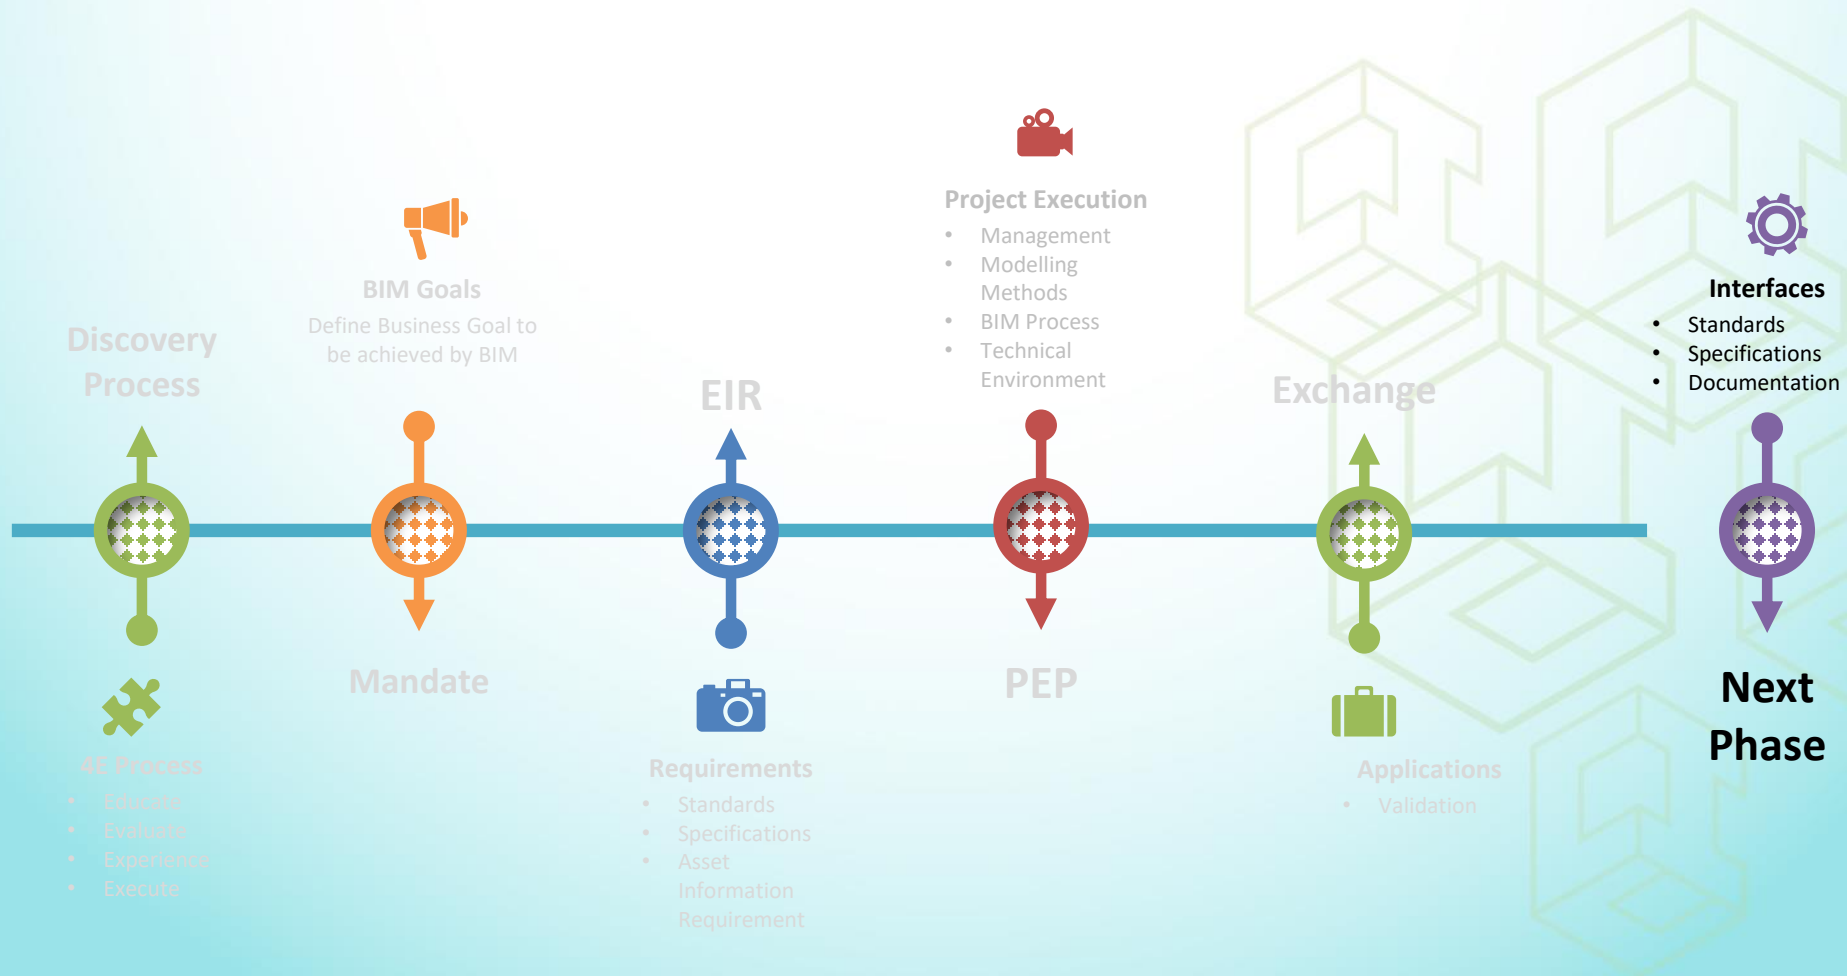 Discovery
Process
4E Process
• Educate
• Evaluate
• Experience
• Execute
BIM Goals
Define Business Goal to
be achieved by BIM
Mandate
EIR
Requirements
• Standards
• Specifications
• Asset
Information
Requirement
Project Execution
• Management
• Modelling
Methods
• BIM Process
• Technical
Environment
PEP
Exchange
Applications
• Validation
Interfaces
• Standards
• Specifications
• Documentation
Next
Phase